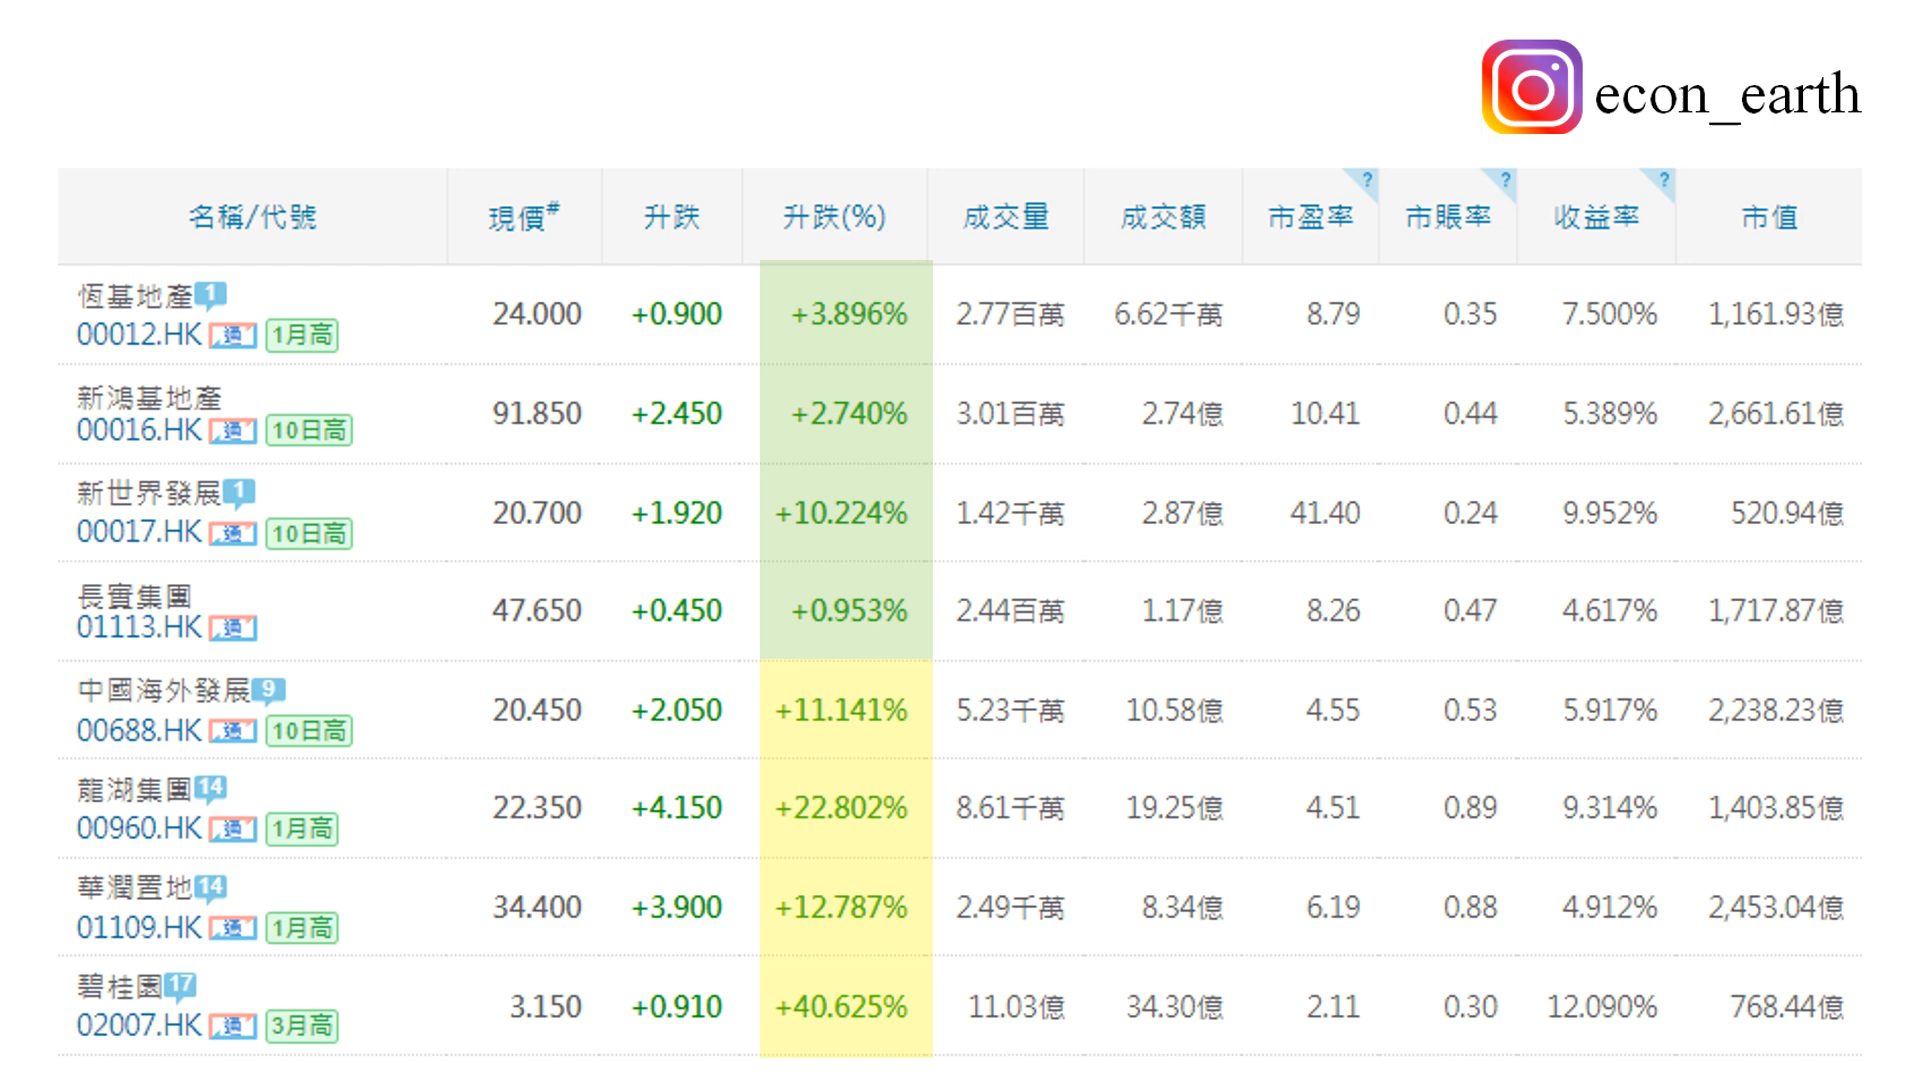 econ_earth
名稱/代號 現價# 升跌 升跌(%) 成交量 成交額 市盈率 ? 市賬率 ? 收益率 ? 市值
恆基地產 1
00012.HK 通 1月高 24.000 +0.900 +3.896% 2.77百萬 6.62千萬 8.79 0.35 7.500% 1,161.93億
新鴻基地產
00016.HK 通 10日高 91.850 +2.450 +2.740% 3.01百萬 2.74億 10.41 0.44 5.389% 2,661.61億
新世界發展 1
00017.HK 通 10日高 20.700 +1.920 +10.224% 1.42千萬 2.87億 41.40 0.24 9.952% 520.94億
長實集團
01113.HK 通 47.650 +0.450 +0.953% 2.44百萬 1.17億 8.26 0.47 4.617% 1,717.87億
中國海外發展 9
00688.HK 通 10日高 20.450 +2.050 +11.141% 5.23千萬 10.58億 4.55 0.53 5.917% 2,238.23億
龍湖集團 14
00960.HK 通 1月高 22.350 +4.150 +22.802% 8.61千萬 19.25億 4.51 0.89 9.314% 1,403.85億
華潤置地 14
01109.HK 通 1月高 34.400 +3.900 +12.787% 2.49千萬 8.34億 6.19 0.88 4.912% 2,453.04億
碧桂園 17
02007.HK 通 3月高 3.150 +0.910 +40.625% 11.03億 34.30億 2.11 0.30 12.090% 768.44億